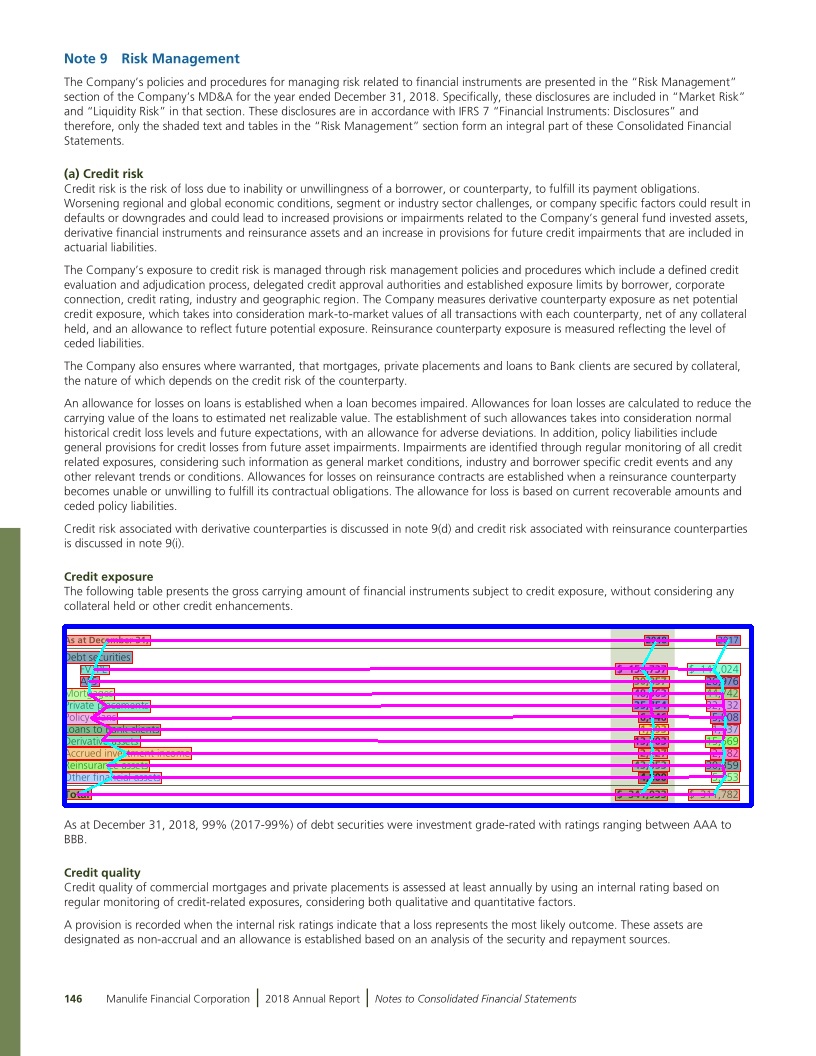 Note 9 Risk Management
The Company's policies and procedures for managing risk related to financial instruments are presented in the "Risk Management"
section of the Company's MD&A for the year ended December 31, 2018. Specifically, these disclosures are included in "Market Risk"
and "Liquidity Risk" in that section. These disclosures are in accordance with IFRS 7 "Financial Instruments: Disclosures" and
therefore, only the shaded text and tables in the "Risk Management" section form an integral part of these Consolidated Financial
Statements.
(a) Credit risk
Credit risk is the risk of loss due to inability or unwillingness of a borrower, or counterparty, to fulfill its payment obligations.
Worsening regional and global economic conditions, segment or industry sector challenges, or company specific factors could result in
defaults or downgrades and could lead to increased provisions or impairments related to the Company's general fund invested assets,
derivative financial instruments and reinsurance assets and an increase in provisions for future credit impairments that are included in
actuarial liabilities.
The Company's exposure to credit risk is managed through risk management policies and procedures which include a defined credit
evaluation and adjudication process, delegated credit approval authorities and established exposure limits by borrower, corporate
connection, credit rating, industry and geographic region. The Company measures derivative counterparty exposure as net potential
credit exposure, which takes into consideration mark-to-market values of all transactions with each counterparty, net of any collateral
held, and an allowance to reflect future potential exposure. Reinsurance counterparty exposure is measured reflecting the level of
ceded liabilities.
The Company also ensures where warranted, that mortgages, private placements and loans to Bank clients are secured by collateral,
the nature of which depends on the credit risk of the counterparty.
An allowance for losses on loans is established when a loan becomes impaired. Allowances for loan losses are calculated to reduce the
carrying value of the loans to estimated net realizable value. The establishment of such allowances takes into consideration normal
historical credit loss levels and future expectations, with an allowance for adverse deviations. In addition, policy liabilities include
general provisions for credit losses from future asset impairments. Impairments are identified through regular monitoring of all credit
related exposures, considering such information as general market conditions, industry and borrower specific credit events and any
other relevant trends or conditions. Allowances for losses on reinsurance contracts are established when a reinsurance counterparty
becomes unable or unwilling to fulfill its contractual obligations. The allowance for loss is based on current recoverable amounts and
ceded policy liabilities.
Credit risk associated with derivative counterparties is discussed in note 9(d) and credit risk associated with reinsurance counterparties
is discussed in note 9(i).
Credit exposure
The following table presents the gross carrying amount of financial instruments subject to credit exposure, without considering any
collateral held or other credit enhancements.
As at December 31, 2018 2017
Debt securities
Mortgages
Private placements
Policy loans
Loans to Bank clients
Derivative assets
Accrued investment income
Reinsurance assets
Other financial assets
Total
As at December 31, 2018, 99% (2017-99%) of debt securities were investment grade-rated with ratings ranging between AAA to
BBB.
Credit quality
Credit quality of commercial mortgages and private placements is assessed at least annually by using an internal rating based on
regular monitoring of credit-related exposures, considering both qualitative and quantitative factors.
A provision is recorded when the internal risk ratings indicate that a loss represents the most likely outcome. These assets are
designated as non-accrual and an allowance is established based on an analysis of the security and repayment sources.
146 Manulife Financial Corporation | 2018 Annual Report | Notes to Consolidated Financial Statements